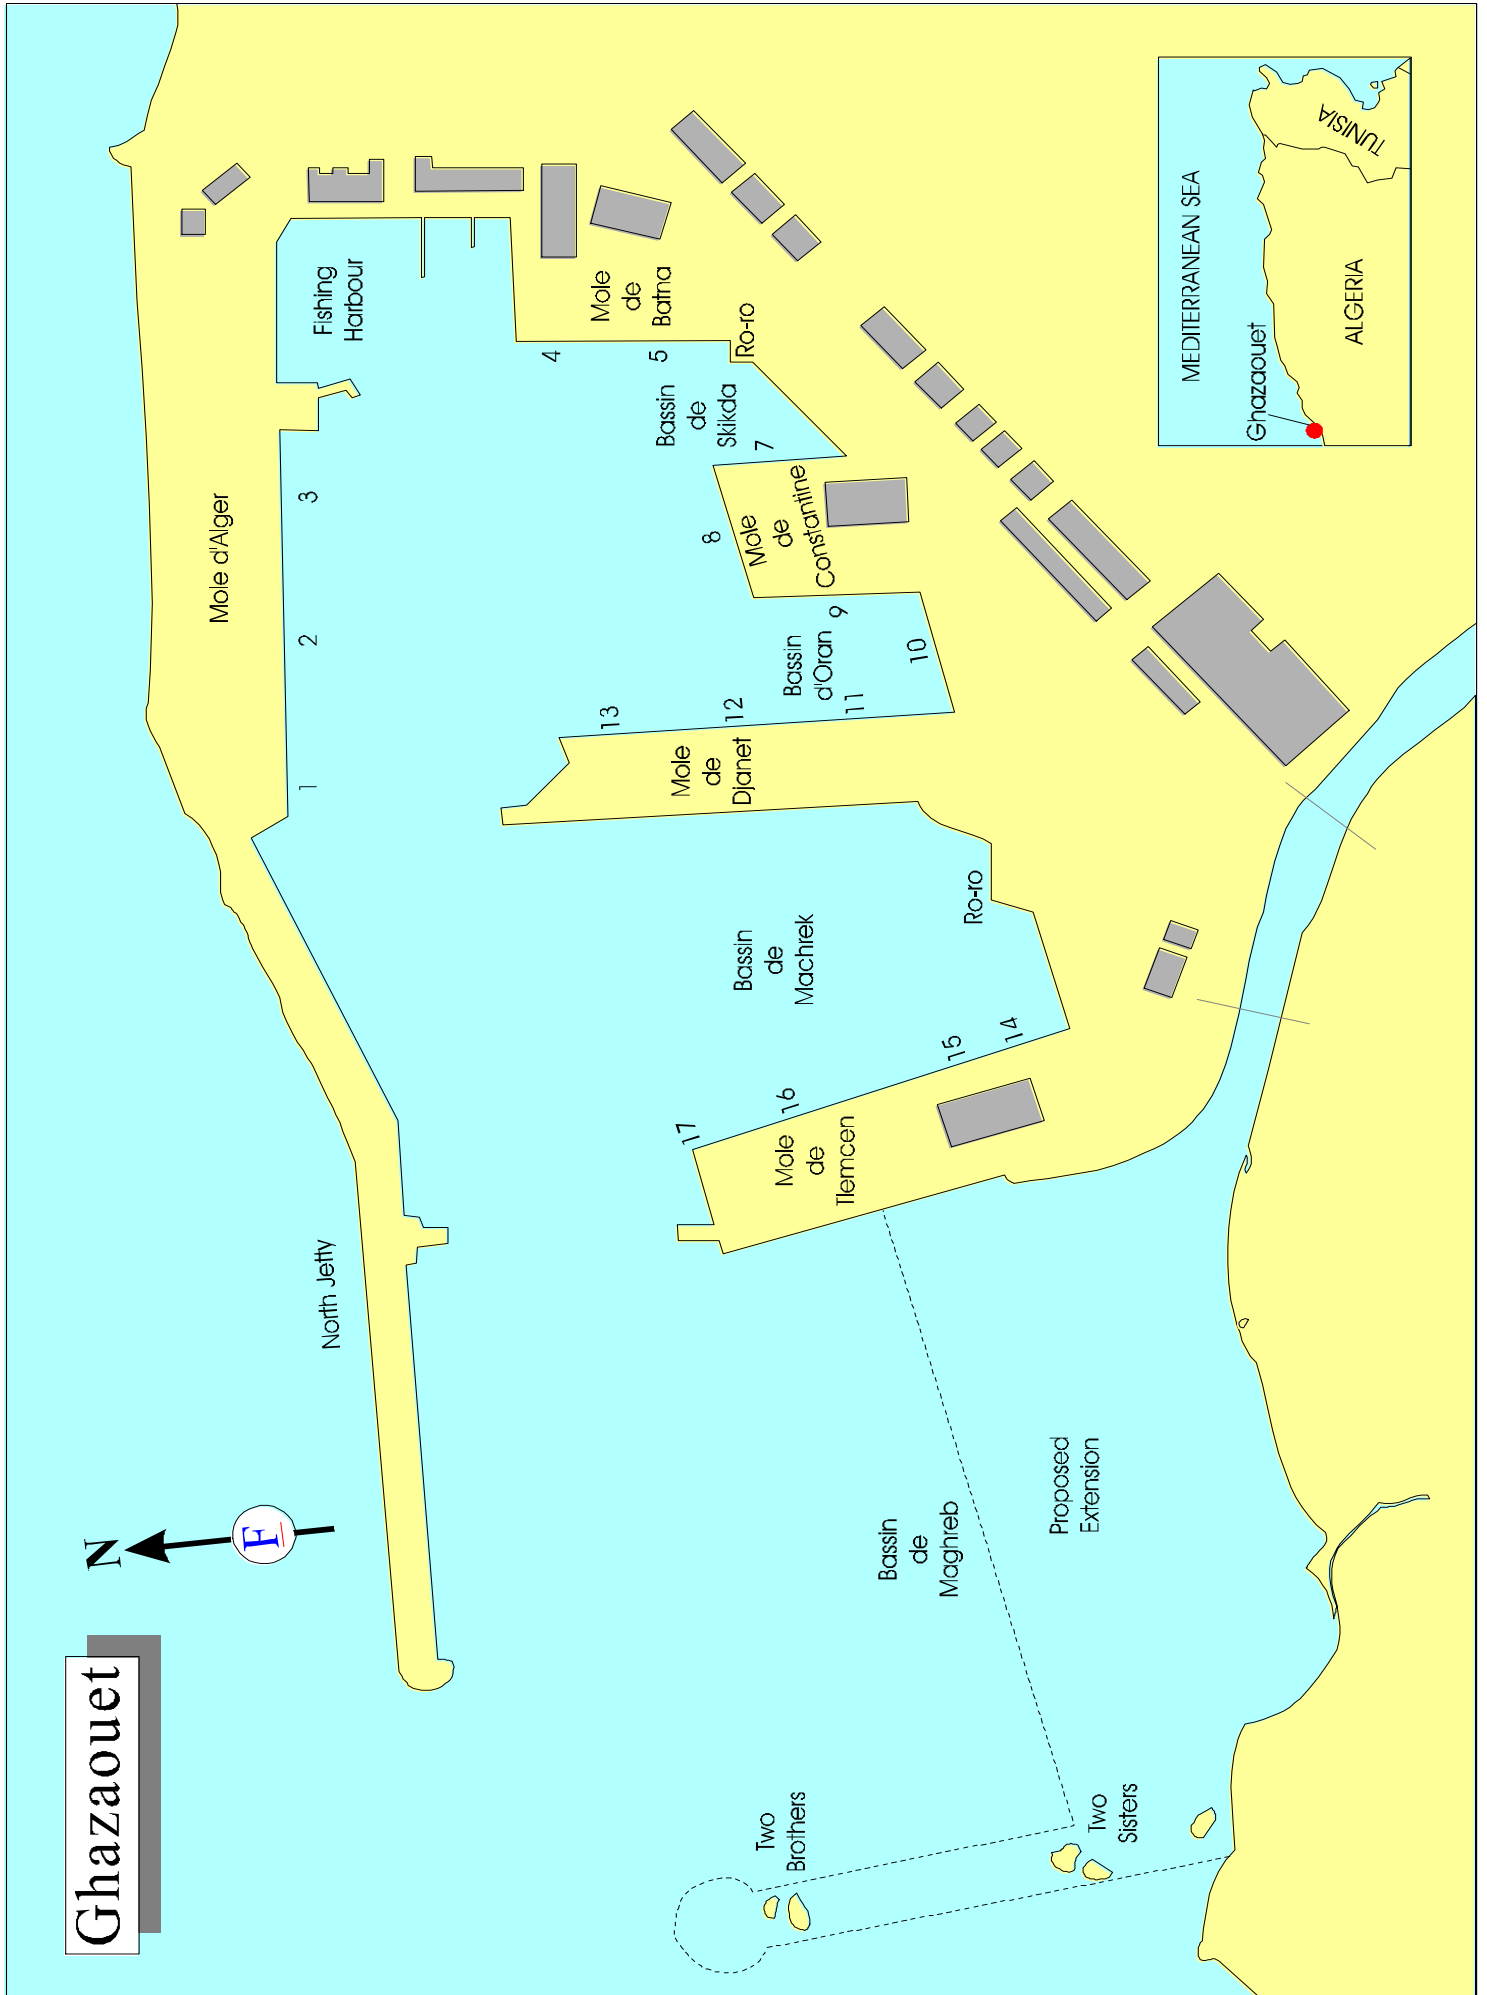 Ghazaouet
N
F
North Jetty
Mole d'Alger
1
2
3
Fishing
Harbour
4
5
Mole
de
Batna
Ro-ro
Bassin
de
Skikda
7
8
Mole
de
Constantine
9
10
Bassin
d'Oran
11
12
13
Mole
de
Djanet
Bassin
de
Machrek
Ro-ro
14
15
16
17
Mole
de
Tlemcen
Bassin
de
Maghreb
Proposed
Extension
Two
Brothers
Two
Sisters
MEDITERRANEAN SEA
Ghazaouet
ALGERIA
TUNISIA